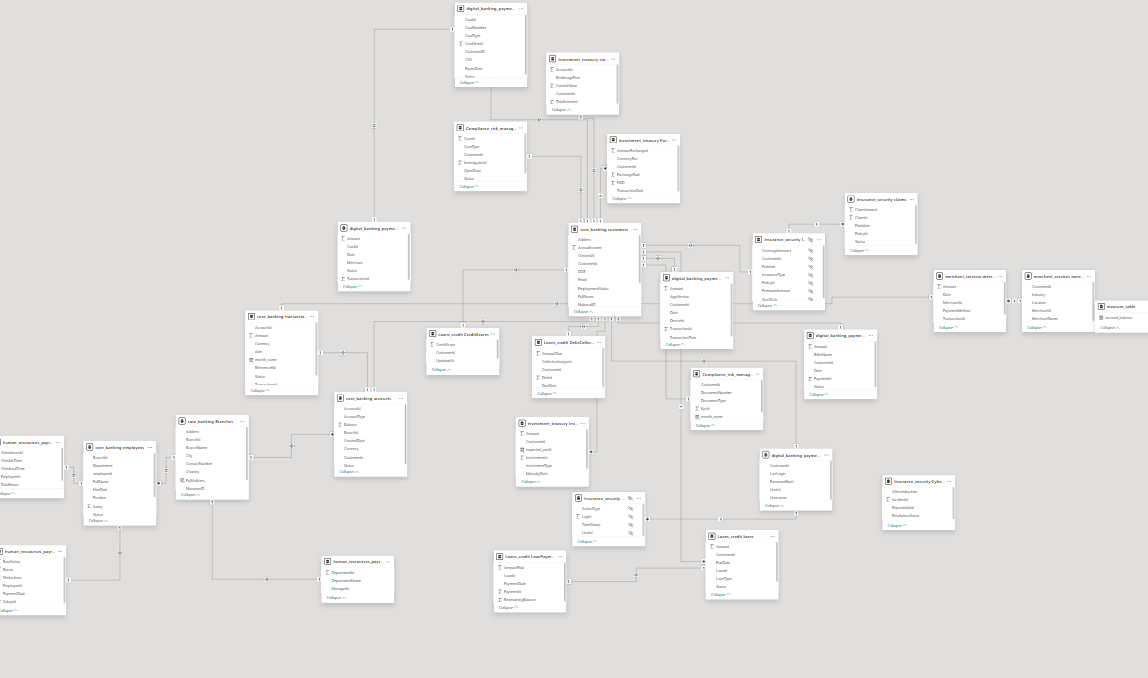 digital_banking_payme...
CardId
CardNumber
CardType
CreditLimit
CustomerID
CVV
ExpiryDate
Status
Collapse
investment_treasury sto...
AccountId
BrokerageFirm
CurrentValue
CustomerId
TotalInvested
Collapse
Compliance_risk_manag...
CaseId
CaseType
CustomerId
InvestigatorId
OpenDate
Status
Collapse
investment_treasury For...
AmountExchanged
CurrencyPair
CustomerId
ExchangeRate
FXID
TransactionDate
Collapse
insurance_security claims
ClaimAmount
ClaimId
FiledDate
PolicyId
Status
Collapse
digital_banking_payme...
Amount
CardId
Date
Merchant
Status
TransactionId
Collapse
core_banking customers
Address
AnnualIncome
CreatedAt
CustomerId
DOB
Email
EmploymentStatus
FullName
NationalID
Collapse
insurance_security i...
CoverageAmount
CustomerId
EndDate
InsuranceType
PolicyId
PremiumAmount
StartDate
Collapse
digital_banking_payme...
Amount
AppVersion
CustomerId
Date
DeviceId
TransactionId
TransactionType
Collapse
merchant_services merc...
Amount
Date
MerchantId
PaymentMethod
TransactionId
Collapse
merchant_services merc...
CustomerId
Industry
Location
MerchantId
MerchantName
Collapse
measure_table
Collapse
core_banking transactio...
AccountId
Amount
Currency
date
month_name
ReferenceNo
Status
TransactionId
Collapse
Loans_credit CreditScores
CreditScore
CustomerId
UpdatedAt
Collapse
Loans_credit DebtCollec...
AmountDue
CollectorAssigned
CustomerId
DebtId
DueDate
Collapse
digital_banking_payme...
Amount
BillerName
CustomerId
Date
PaymentId
Status
Collapse
Compliance_risk_manag...
CustomerId
DocumentNumber
DocumentType
KycId
month_name
Collapse
core_banking accounts
AccountId
AccountType
Balance
BranchId
CreatedDate
Currency
CustomerId
Status
Collapse
core_banking Branches
Address
BranchId
BranchName
City
ContactNumber
Country
FullAddress
ManagerID
Collapse
investment_treasury Inv...
Amount
CustomerId
expected_profit
InvestmentId
InvestmentType
MaturityDate
Collapse
human_resources_payr...
AttendanceId
CheckInTime
CheckoutTime
EmployeeId
TotalHours
Collapse
core_banking employees
BranchId
Department
employeeId
FullName
HireDate
Position
Salary
Status
Collapse
digital_banking_payme...
CustomerId
LastLogin
PasswordHash
UserId
Username
Collapse
insurance_security Cybe...
AffectedSystem
IncidentId
ReportedDate
ResolutionStatus
Collapse
insurance_security ...
ActionType
LogId
TimeStamp
UserId
Collapse
Loans_credit loans
Amount
CustomerId
EndDate
LoanId
LoanType
Status
Collapse
human_resources_payr...
BaseSalary
Bonus
Deductions
EmployeeId
PaymentDate
SalaryId
Collapse
human_resources_payr...
DepartmentId
DepartmentName
ManagerId
Collapse
Loans_credit LoanPaym...
AmountPaid
LoanId
PaymentDate
PaymentId
RemainingBalance
Collapse